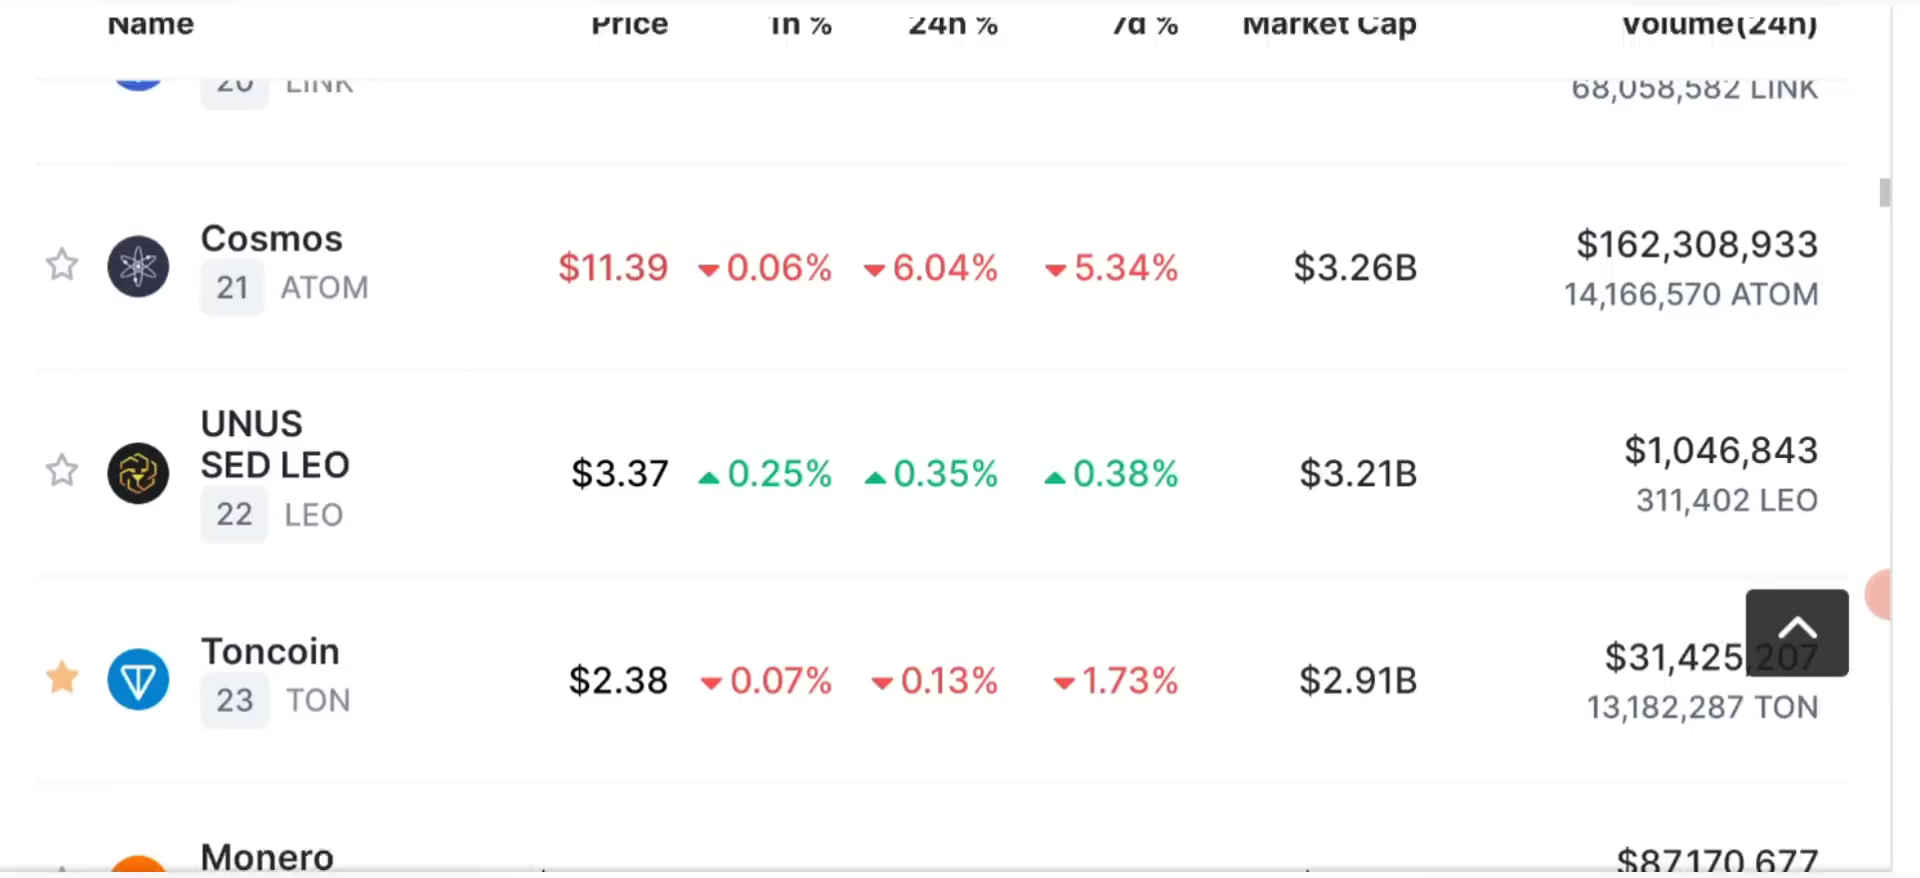 Name Price 1h % 24h % 7d % Market Cap Volume(24h)
20 LINK 68,058,582 LINK
Cosmos
21 ATOM
$11.39 0.06% 6.04% 5.34% $3.26B
$162,308,933
14,166,570 ATOM
UNUS
SED LEO
22 LEO
$3.37 0.25% 0.35% 0.38% $3.21B
$1,046,843
311,402 LEO
Toncoin
23 TON
$2.38 0.07% 0.13% 1.73% $2.91B
$31,425,207
13,182,287 TON
Monero
$87,170,677